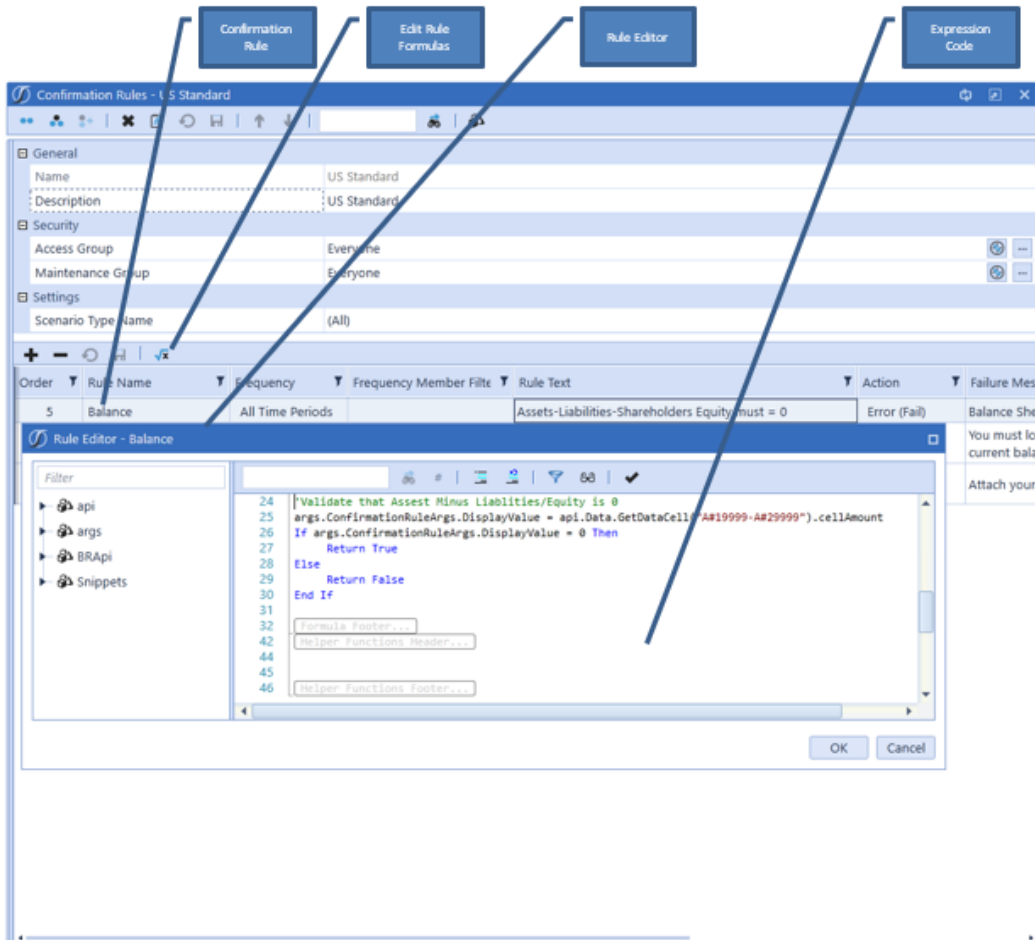 Confirmation
Rule
Edit Rule
Formulas
Rule Editor
Expression
Code
Confirmation Rules - US Standard
General
Name US Standard
Description US Standard
Security
Access Group Everyone
Maintenance Group Everyone
Settings
Scenario Type Name (All)
Order Rule Name Frequency Frequency Member Filte Rule Text Action Failure Mes
5 Balance All Time Periods Assets-Liabilities-Shareholders Equity must = 0 Error (Fail) Balance She
Rule Editor - Balance
You must lo
current bala
Attach your
Filter
api
args
BRApi
Snippets
24 'Validate that Assest Minus Liablities/Equity is 0
25 args.ConfirmationRuleArgs.DisplayValue = api.Data.GetDataCell("A#19999-A#29999").cellAmount
26 If args.ConfirmationRuleArgs.DisplayValue = 0 Then
27 Return True
28 Else
29 Return False
30 End If
31
32 Formula Footer...
42 Helper Functions Header...
44
45
46 Helper Functions Footer...
OK Cancel